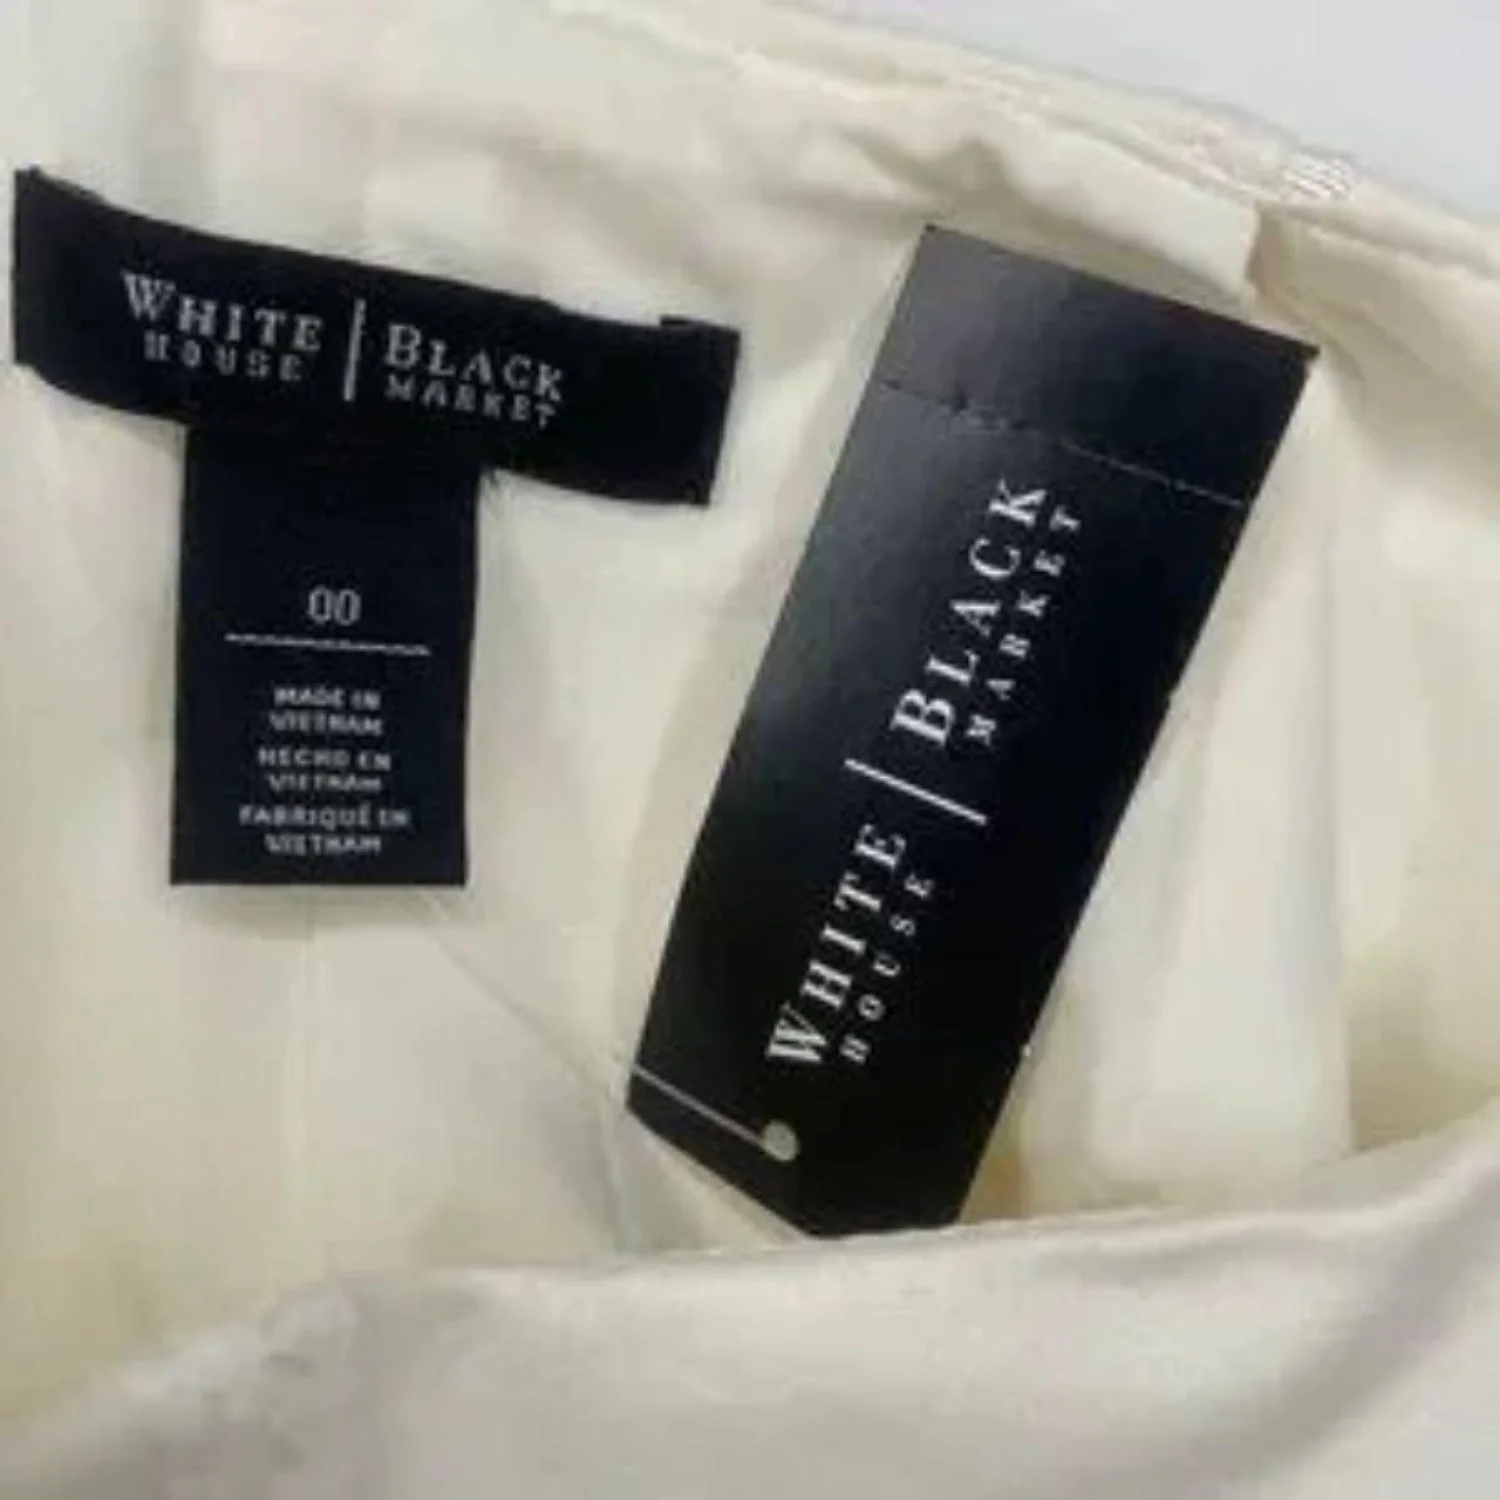 WHITE | BLACK
HOUSE | MARKET
00
MADE IN
VIETNAM
HECHO EN
VIETNAM
FABRIQUÉ EN
VIETNAM
WHITE | BLACK
HOUSE | MARKET